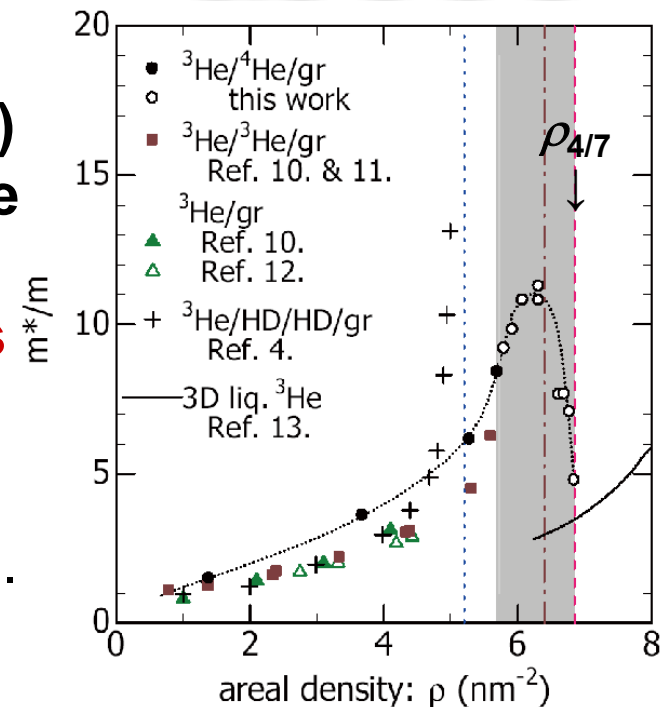 )
e
s
.
20
15
10
5
0
m*/m
³He/⁴He/gr
this work
³He/³He/gr
Ref. 10. & 11.
³He/gr
Ref. 10.
Ref. 12.
³He/HD/HD/gr
Ref. 4.
3D liq. ³He
Ref. 13.
ρ4/7
0 2 4 6 8
areal density: ρ (nm⁻²)